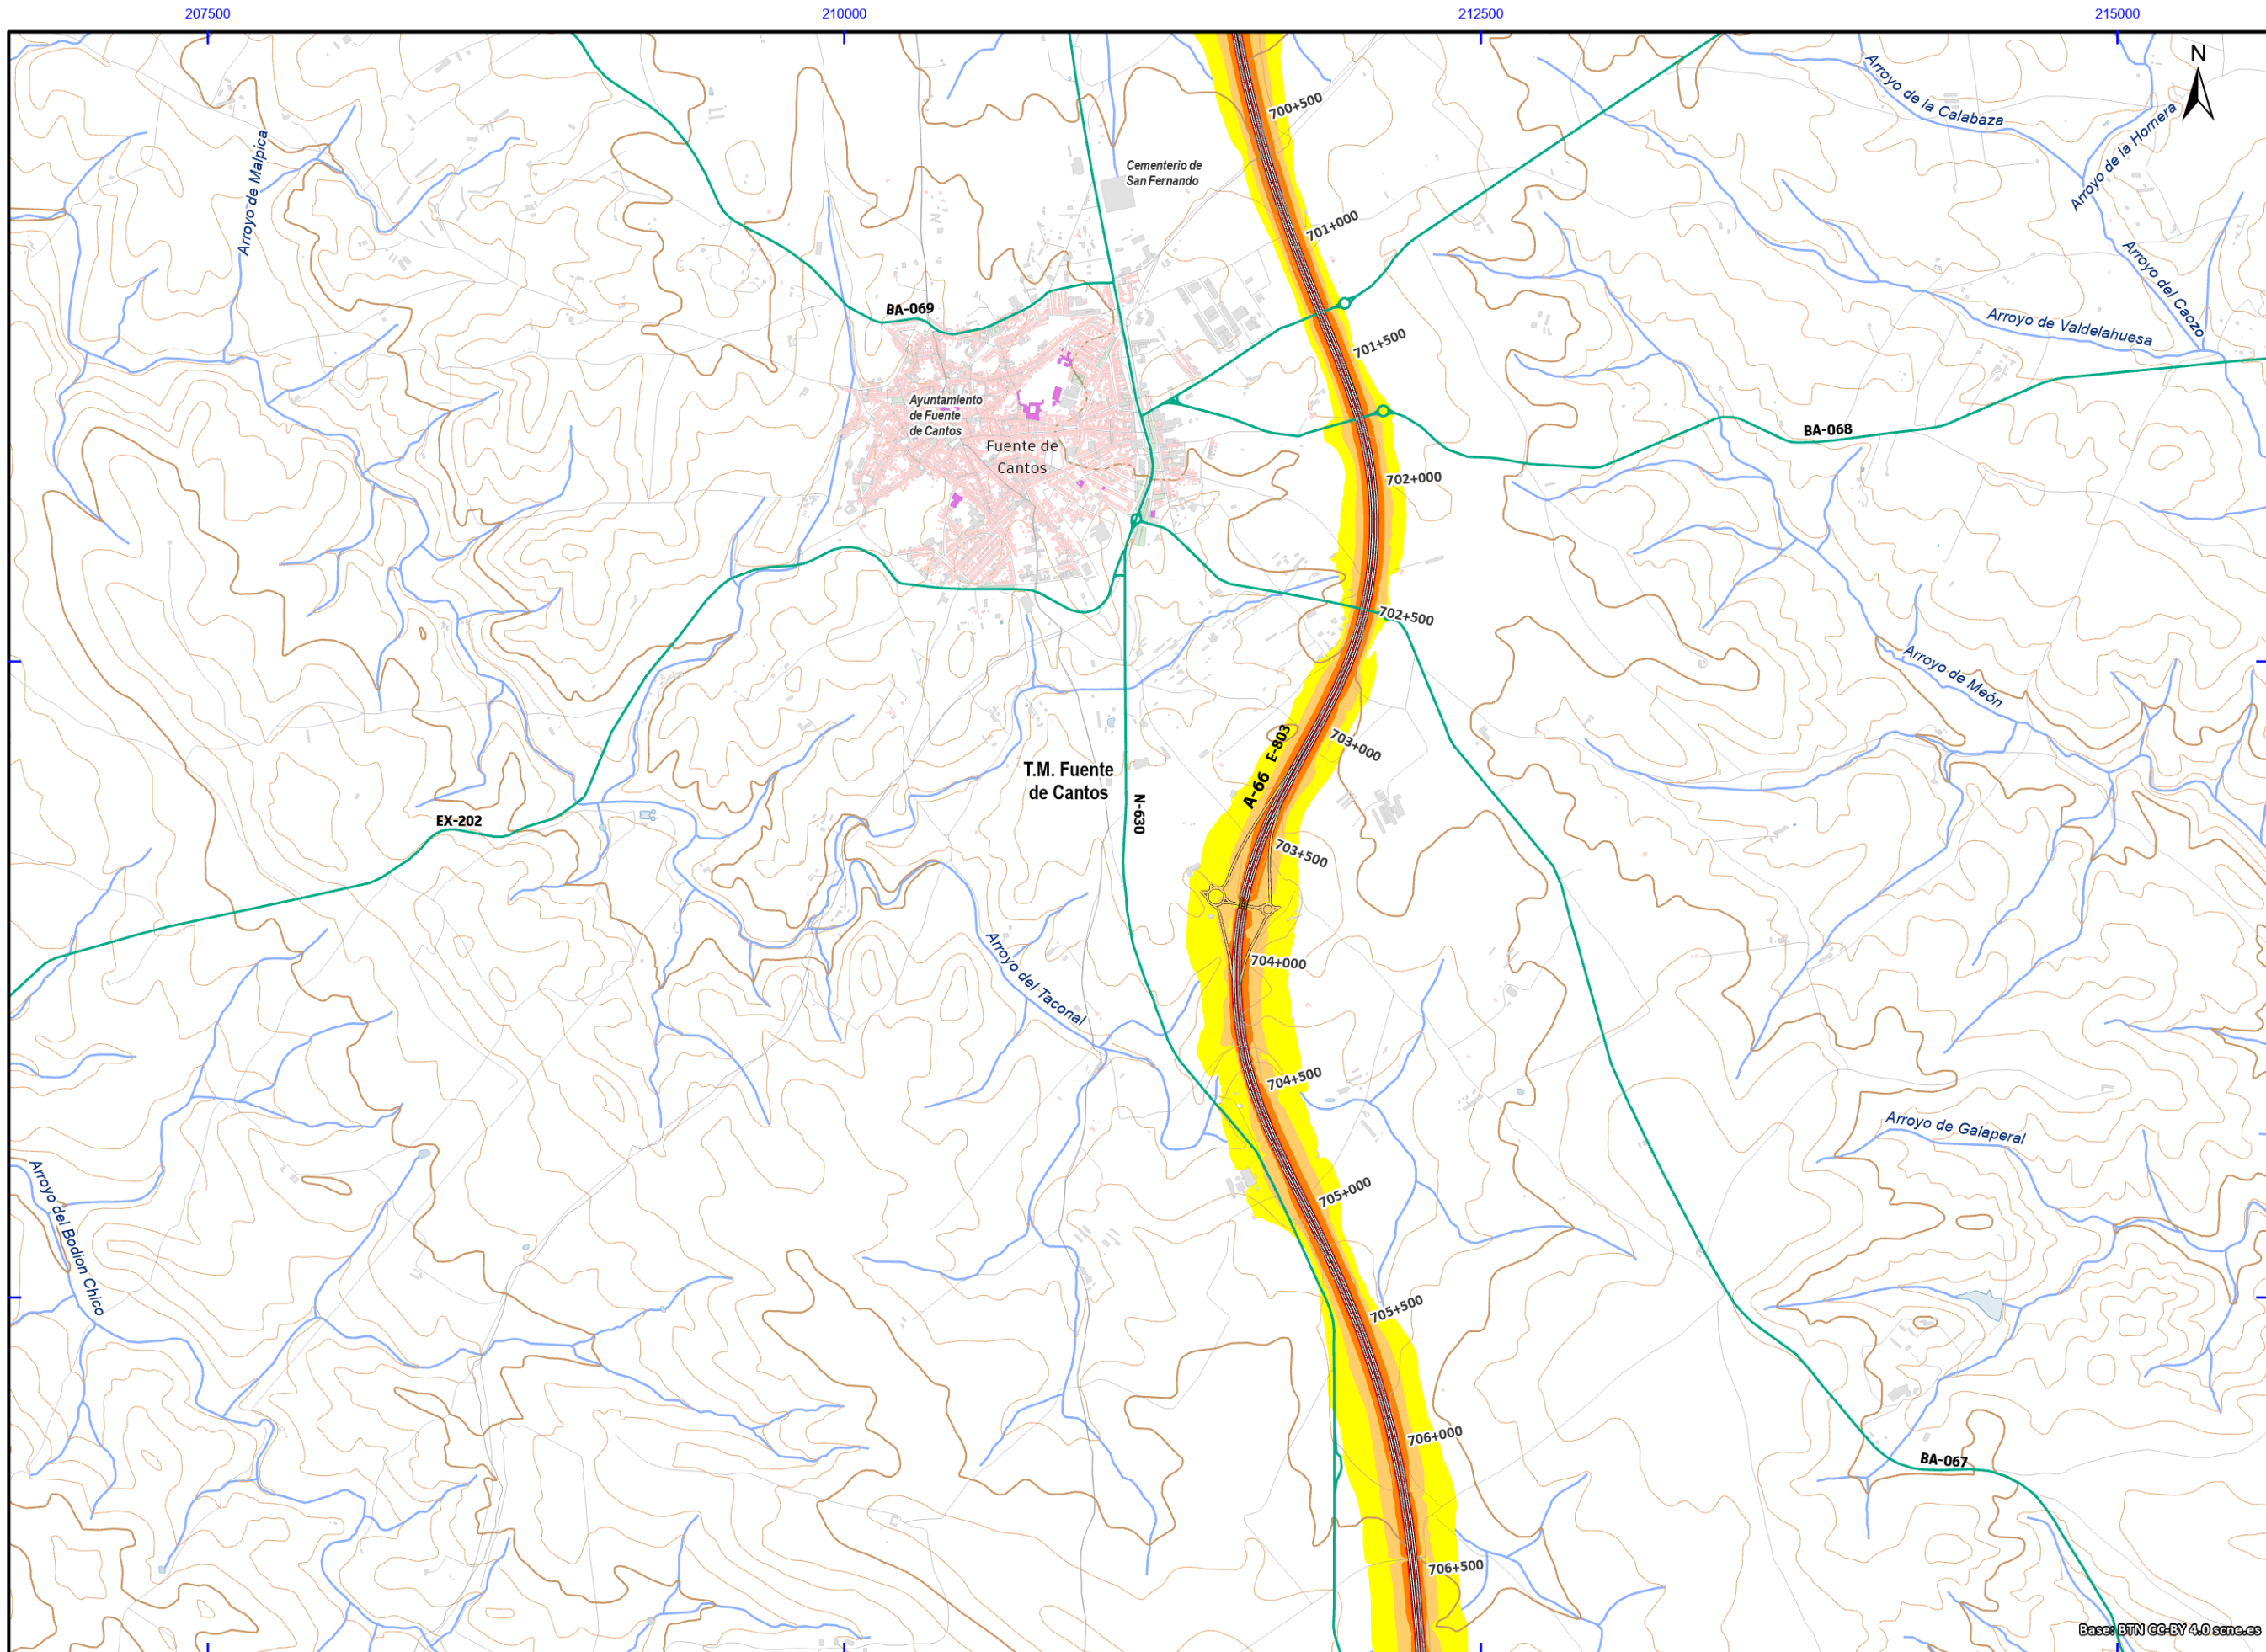 207500
210000
212500
215000
N
700+500
Arroyo de la Calabaza
Arroyo de la Hornera
Arroyo de Malpica
Cementerio de
San Fernando
701+000
Arroyo del Caozo
BA-069
Arroyo de Valdelahuesa
701+500
Ayuntamiento
de Fuente
de Cantos
BA-068
Fuente de
Cantos
702+000
702+500
Arroyo de Meón
703+000
A-66 E-803
T.M. Fuente
de Cantos
N-630
EX-202
703+500
Arroyo del Taconal
704+000
704+500
Arroyo de Galaperal
Arroyo del Bodion Chico
705+000
705+500
706+000
BA-067
706+500
Base: BTN CC-BY 4.0 scne.es